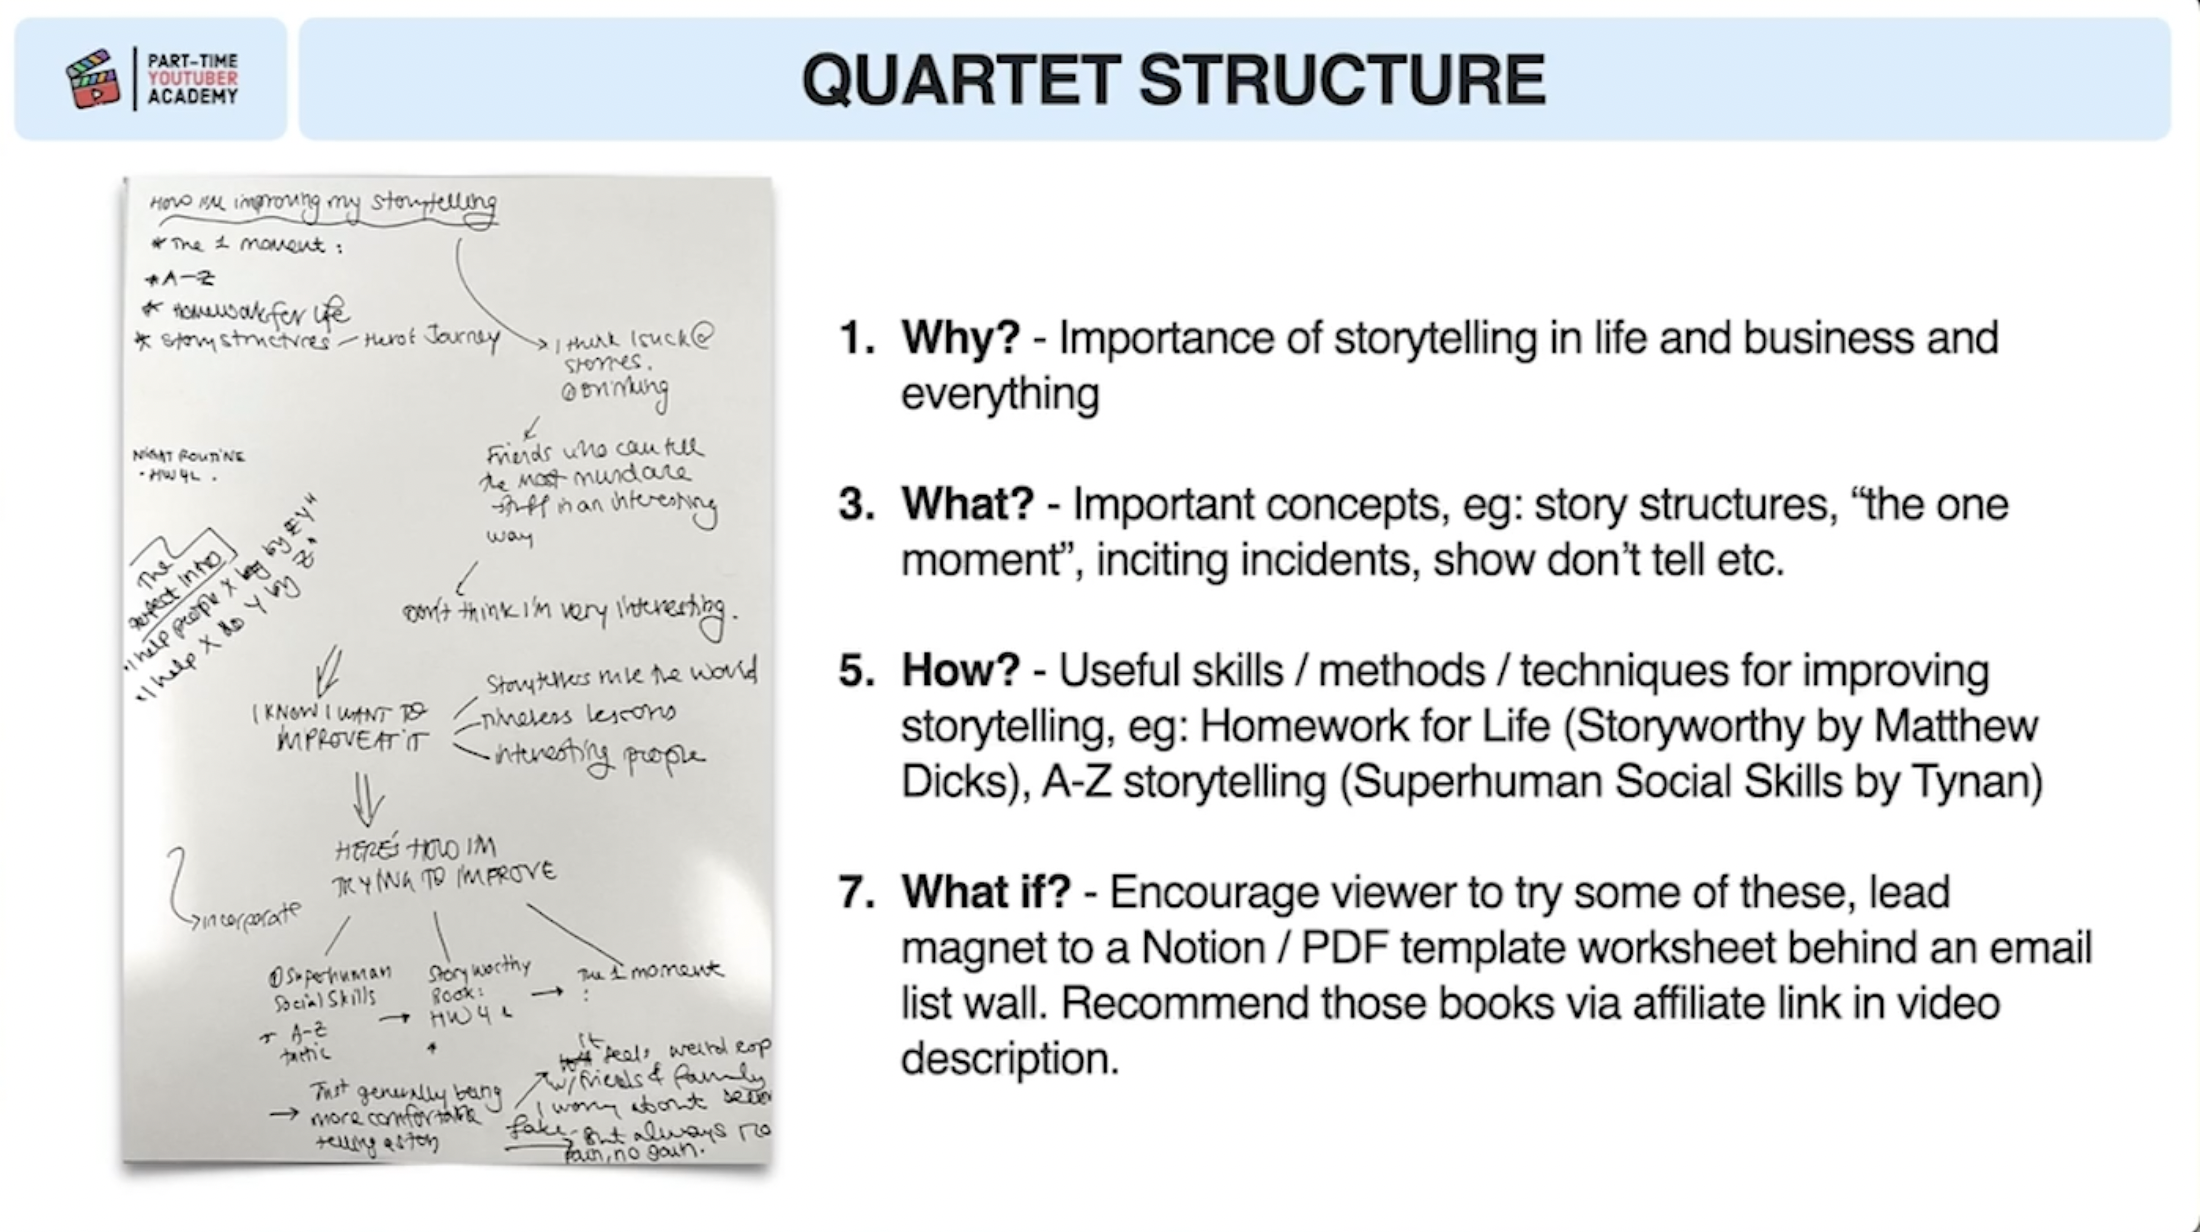 PART-TIME
YOUTUBER
ACADEMY
QUARTET STRUCTURE
How I'm improving my storytelling
* The 1 moment :
* A-Z
* Homework for life
* Story structures - Hero's Journey
I think I suck @
stories.
Friends who can tell
the most mundane
stuff in an interesting
way
Don't think I'm very interesting.
NIGHT ROUTINE
· HW4L .
The
Perfect Intro
"I help people X by EY"
"I help X do Y by Z"
I KNOW I WANT TO
IMPROVE AT IT
Storytellers rule the world
timeless lessons
interesting people
HERE'S HOW I'M
TRYING TO IMPROVE
incorporate
① Superhuman
Social Skills
A-Z
tactic
Storyworthy
Book:
HW4L
The 1 moment
:
Just generally being
more comfortable
telling a story
It feels weird esp
w/ friends & family
I worry about
fake - But always no
pain, no gain.
1. Why? - Importance of storytelling in life and business and
everything
3. What? - Important concepts, eg: story structures, “the one
moment”, inciting incidents, show don’t tell etc.
5. How? - Useful skills / methods / techniques for improving
storytelling, eg: Homework for Life (Storyworthy by Matthew
Dicks), A-Z storytelling (Superhuman Social Skills by Tynan)
7. What if? - Encourage viewer to try some of these, lead
magnet to a Notion / PDF template worksheet behind an email
list wall. Recommend those books via affiliate link in video
description.